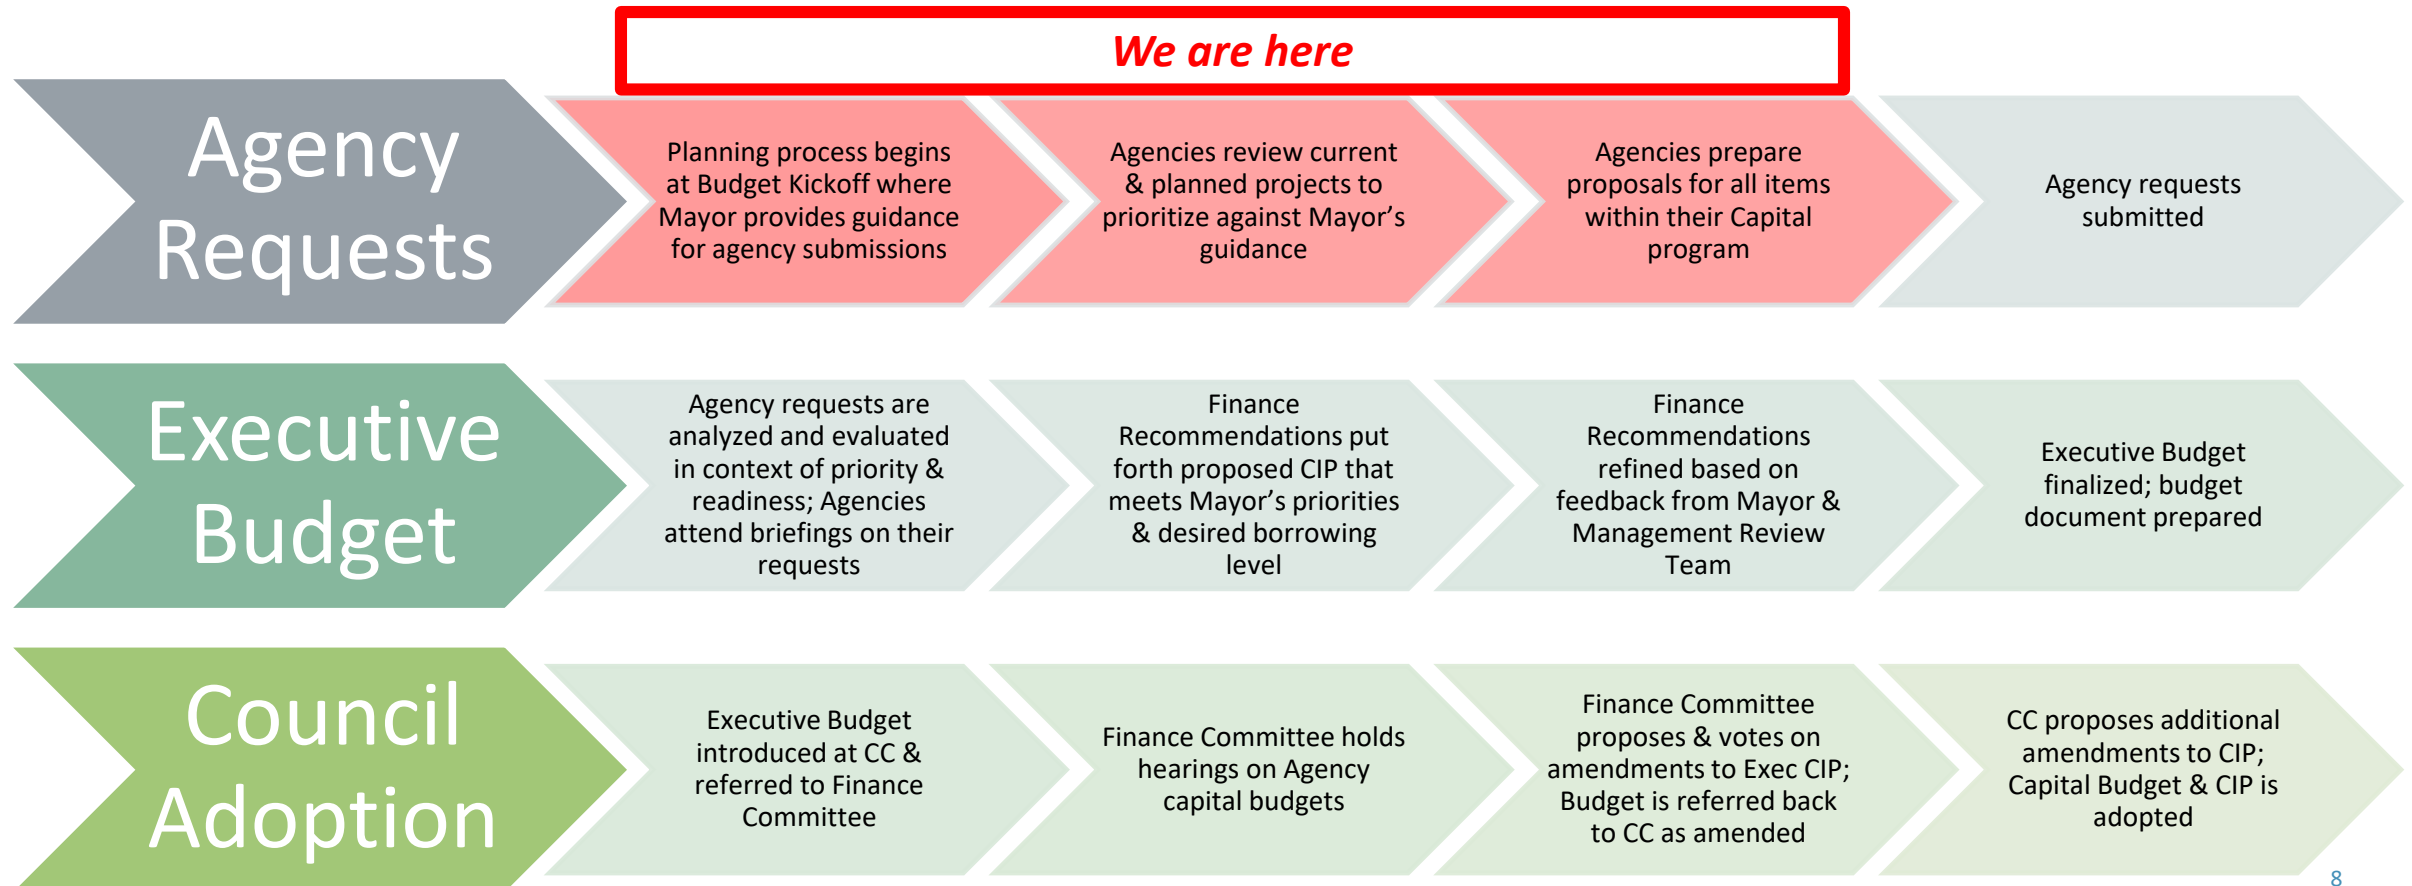 We are here
Agency
Requests
Planning process begins
at Budget Kickoff where
Mayor provides guidance
for agency submissions
Agencies review current
& planned projects to
prioritize against Mayor’s
guidance
Agencies prepare
proposals for all items
within their Capital
program
Agency requests
submitted
Executive
Budget
Agency requests are
analyzed and evaluated
in context of priority &
readiness; Agencies
attend briefings on their
requests
Finance
Recommendations put
forth proposed CIP that
meets Mayor’s priorities
& desired borrowing
level
Finance
Recommendations
refined based on
feedback from Mayor &
Management Review
Team
Executive Budget
finalized; budget
document prepared
Council
Adoption
Executive Budget
introduced at CC &
referred to Finance
Committee
Finance Committee holds
hearings on Agency
capital budgets
Finance Committee
proposes & votes on
amendments to Exec CIP;
Budget is referred back
to CC as amended
CC proposes additional
amendments to CIP;
Capital Budget & CIP is
adopted
8